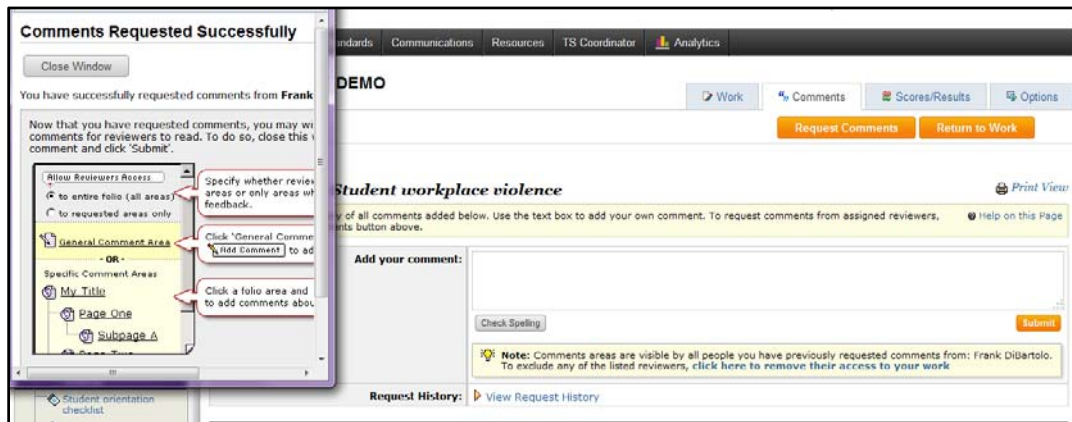 Comments Requested Successfully
Close Window
You have successfully requested comments from Frank
Now that you have requested comments, you may wi
comments for reviewers to read. To do so, close this
comment and click 'Submit'.
Allow Reviewers Access
to entire folio (all areas)
to requested areas only
General Comment Area
- OR -
Specific Comment Areas
My Title
Page One
Subpage A
Specify whether review
areas or only areas wh
feedback.
Click 'General Comme
Add Comment to ad
Click a folio area and
to add comments abou
Student orientation
checklist
ndards Communications Resources TS Coordinator Analytics
DEMO
Work Comments Scores/Results Options
Request Comments Return to Work
Student workplace violence
Print View
y of all comments added below. Use the text box to add your own comment. To request comments from assigned reviewers,
nts button above.
Help on this Page
Add your comment:
Check Spelling
Submit
Note: Comments areas are visible by all people you have previously requested comments from: Frank DiBartolo.
To exclude any of the listed reviewers, click here to remove their access to your work
Request History: View Request History